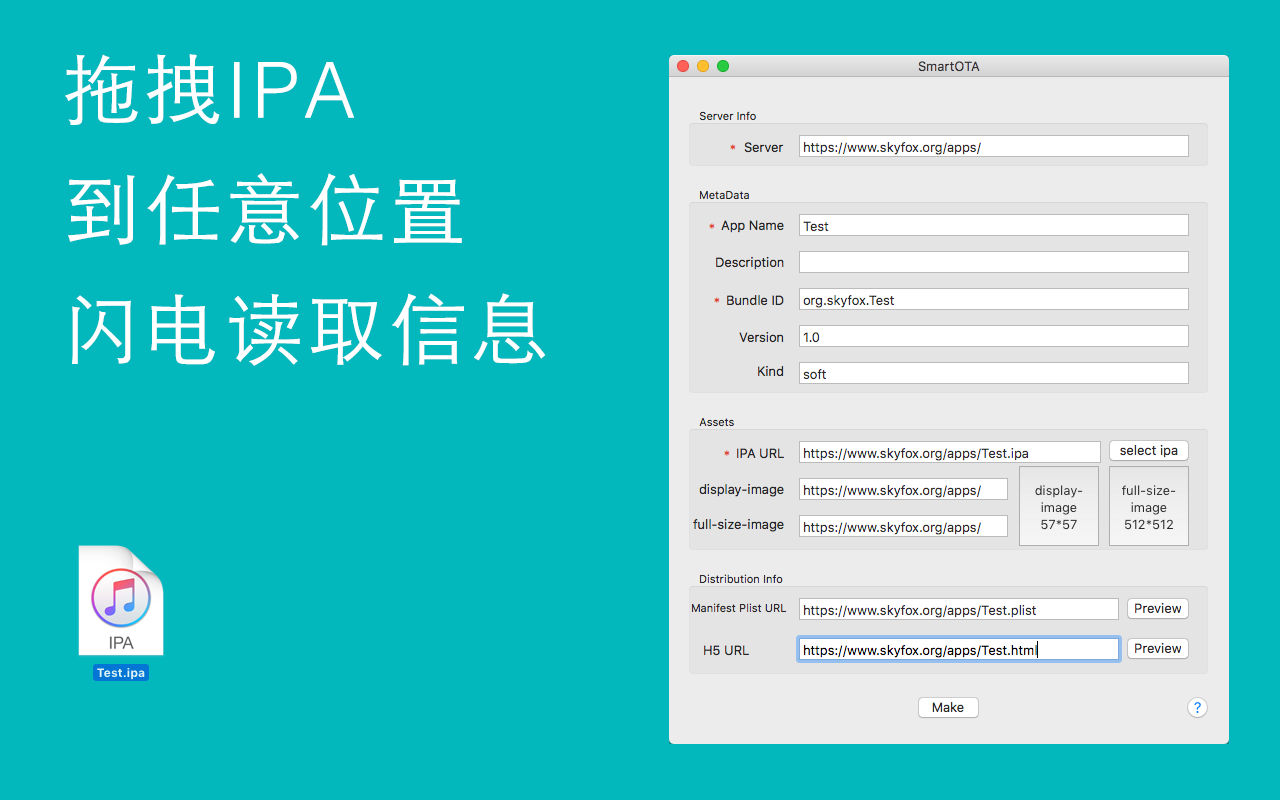 拖拽IPA
到任意位置
闪电读取信息
IPA
Test.ipa
SmartOTA
Server Info
* Server https://www.skyfox.org/apps/
MetaData
* App Name Test
Description
* Bundle ID org.skyfox.Test
Version 1.0
Kind soft
Assets
* IPA URL https://www.skyfox.org/apps/Test.ipa select ipa
display-image https://www.skyfox.org/apps/
full-size-image https://www.skyfox.org/apps/
display-
image
57*57
full-size-
image
512*512
Distribution Info
Manifest Plist URL https://www.skyfox.org/apps/Test.plist Preview
H5 URL https://www.skyfox.org/apps/Test.html Preview
Make ?